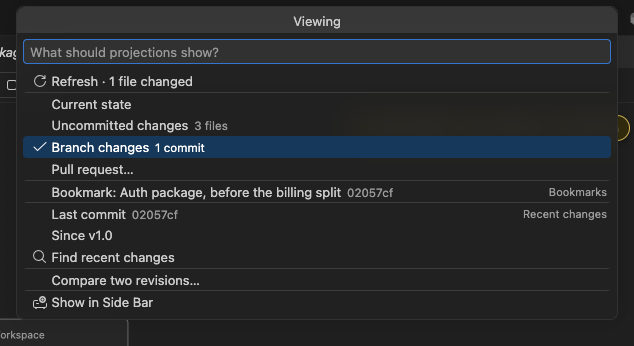 Viewing
What should projections show?
Refresh · 1 file changed
Current state
Uncommitted changes 3 files
Branch changes 1 commit
Pull request...
Bookmark: Auth package, before the billing split 02057cf Bookmarks
Last commit 02057cf Recent changes
Since v1.0
Find recent changes
Compare two revisions...
Show in Side Bar